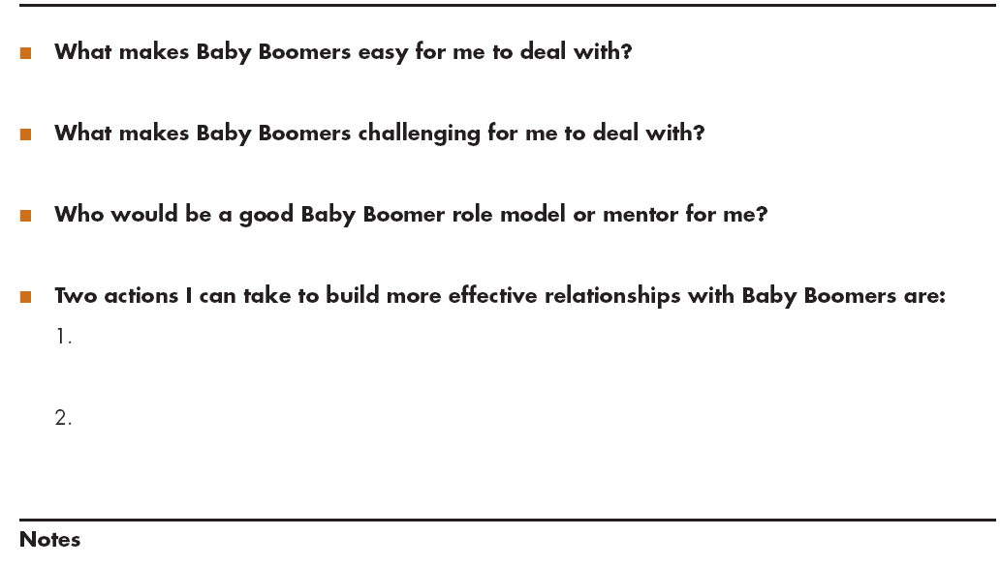 What makes Baby Boomers easy for me to deal with?
What makes Baby Boomers challenging for me to deal with?
Who would be a good Baby Boomer role model or mentor for me?
Two actions I can take to build more effective relationships with Baby Boomers are:
1.
2.
Notes